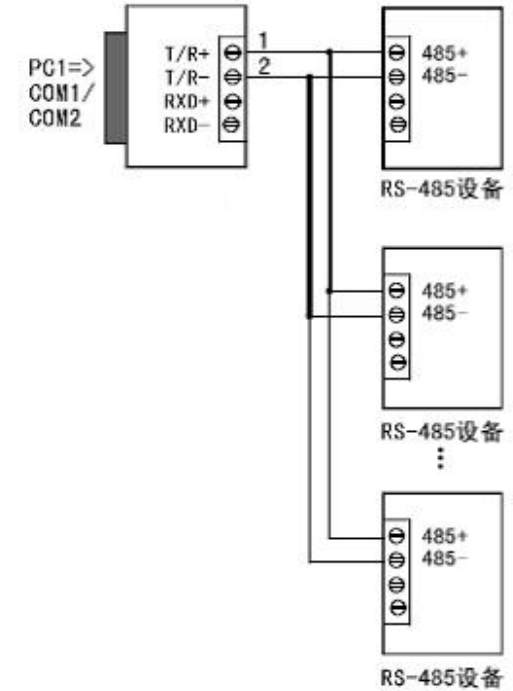 PC1=>
COM1/
COM2
T/R+
T/R-
RXD+
RXD-
1
2
485+
485-
RS-485设备
485+
485-
RS-485设备
⋮
485+
485-
RS-485设备